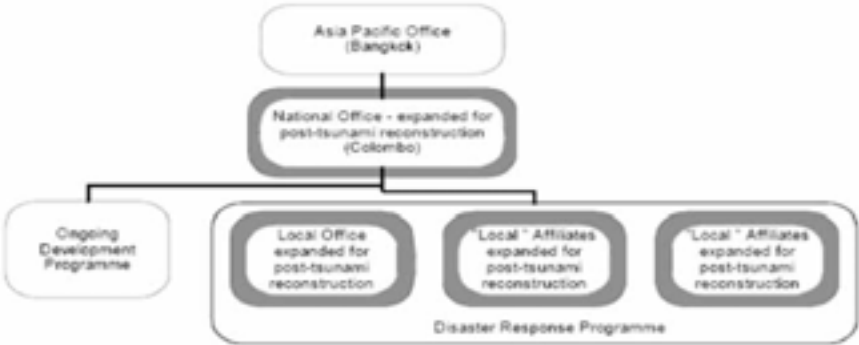 Asia Pacific Office
(Bangkok)
National Office - expanded for
post-tsunami reconstruction
(Colombo)
Ongoing
Development
Programme
Local Office
expanded for
post-tsunami
reconstruction
"Local " Affiliates
expanded for
post-tsunami
reconstruction
"Local " Affiliates
expanded for
post-tsunami
reconstruction
Disaster Response Programme